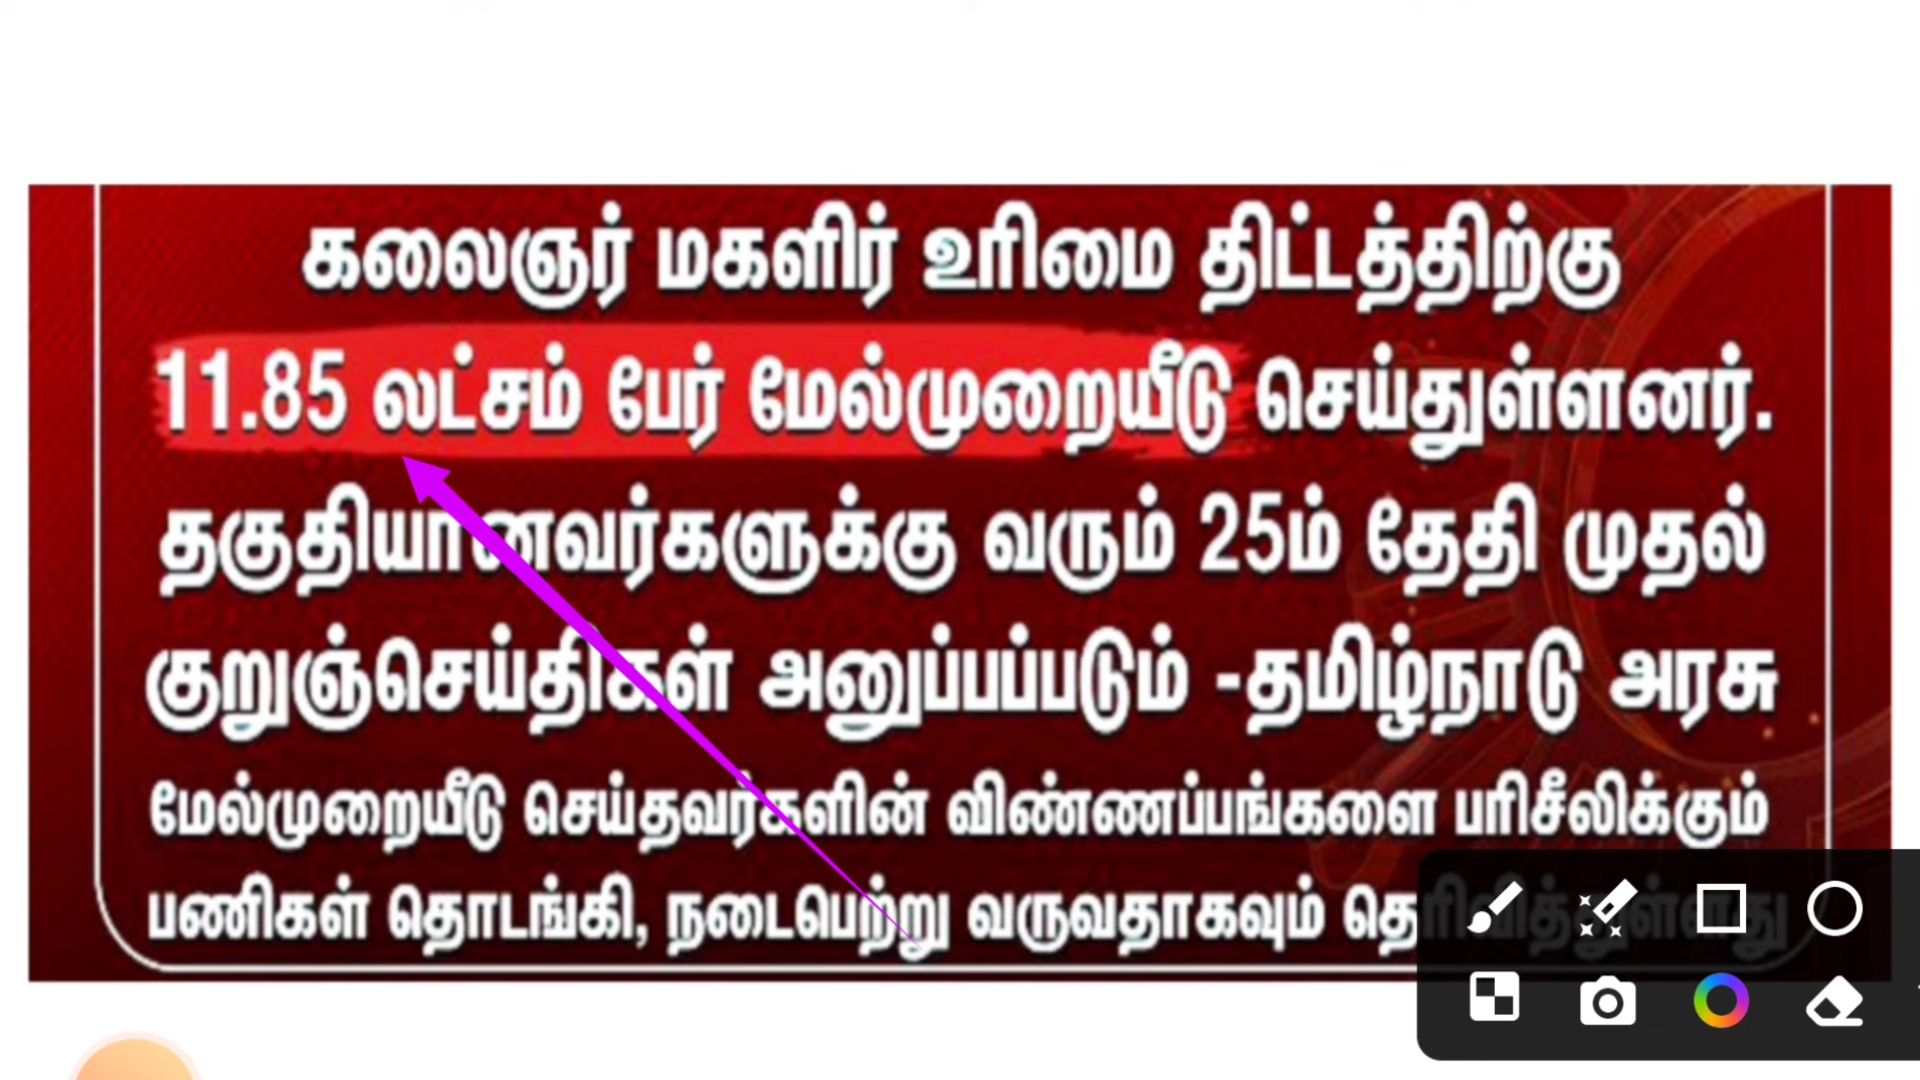 கலைஞர் மகளிர் உரிமை திட்டத்திற்கு
11.85 லட்சம் பேர் மேல்முறையீடு செய்துள்ளனர்.
தகுதியானவர்களுக்கு வரும் 25ம் தேதி முதல்
குறுஞ்செய்திகள் அனுப்பப்படும் -தமிழ்நாடு அரசு
மேல்முறையீடு செய்தவர்களின் விண்ணப்பங்களை பரிசீலிக்கும்
பணிகள் தொடங்கி, நடைபெற்று வருவதாகவும் தெரிவித்துள்ளது